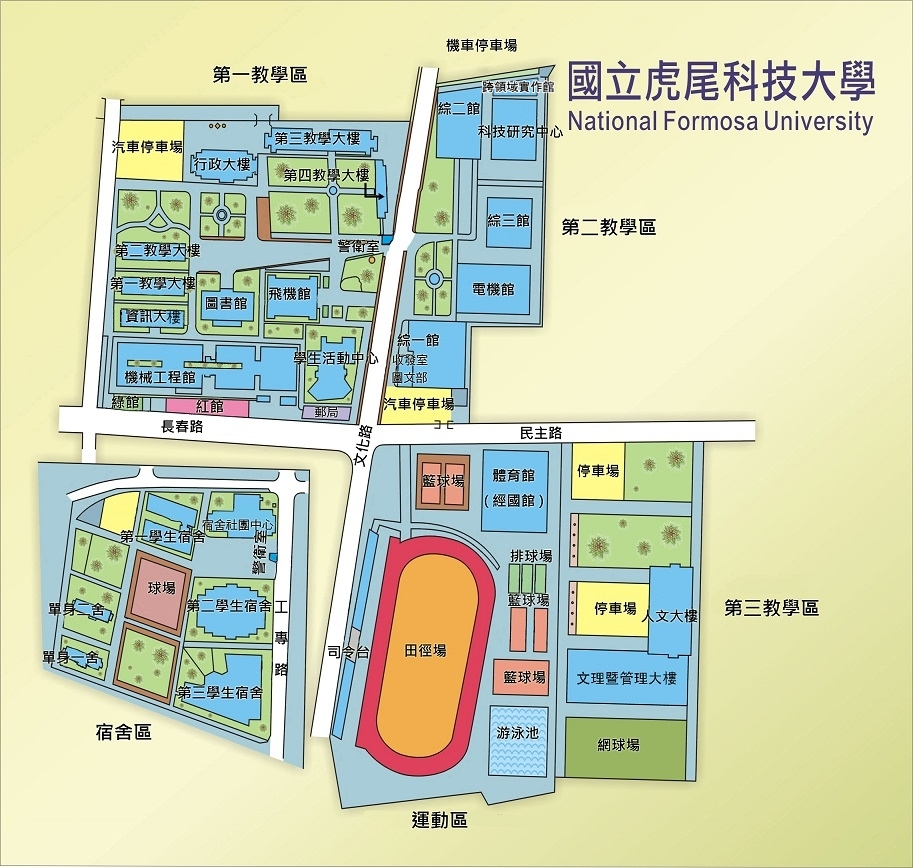 機車停車場
第一教學區
國立虎尾科技大學
National Formosa University
跨領域實作館
綜二館
科技研究中心
第三教學大樓
汽車停車場
行政大樓
第四教學大樓
綜三館
第二教學區
警衛室
第二教學大樓
第一教學大樓
電機館
圖書館
飛機館
資訊大樓
綜一館
收發室
圖文部
學生活動中心
機械工程館
綠館
紅館
郵局
汽車停車場
長春路
文化路
民主路
籃球場
體育館
(經國館)
停車場
宿舍社團中心
第一學生宿舍
警衛室
排球場
球場
籃球場
單身二舍
第二學生宿舍
工專路
停車場
人文大樓
第三教學區
司令台
田徑場
單身一舍
第三學生宿舍
籃球場
文理暨管理大樓
宿舍區
游泳池
網球場
運動區